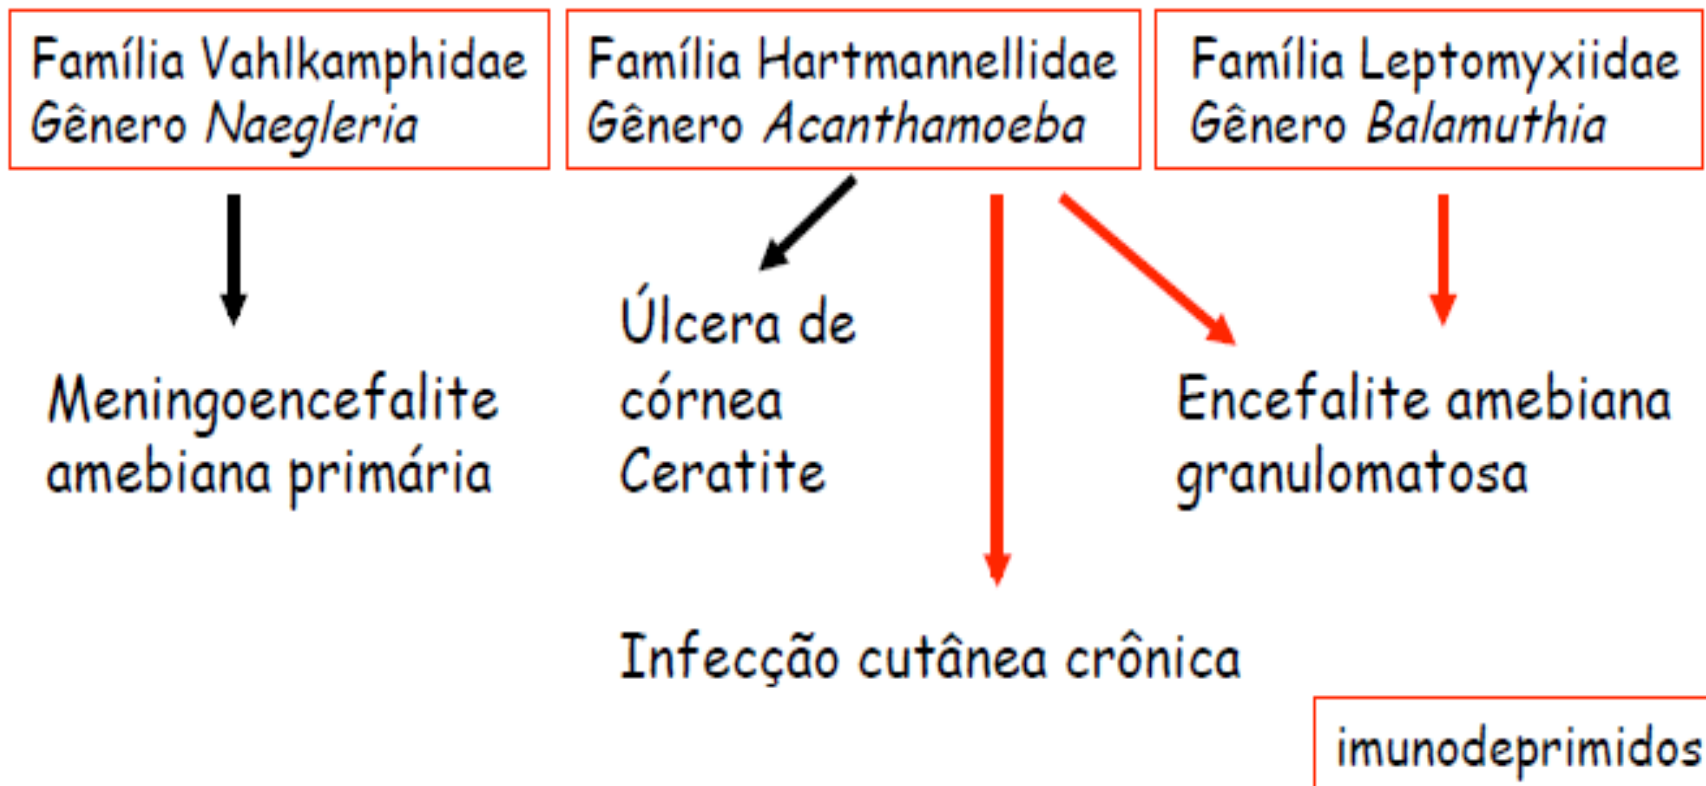 Família Vahlkamphidae
Gênero Naegleria
Família Hartmannellidae
Gênero Acanthamoeba
Família Leptomyxiidae
Gênero Balamuthia
Meningoencefalite
amebiana primária
Úlcera de
córnea
Ceratite
Encefalite amebiana
granulomatosa
Infecção cutânea crônica
imunodeprimidos